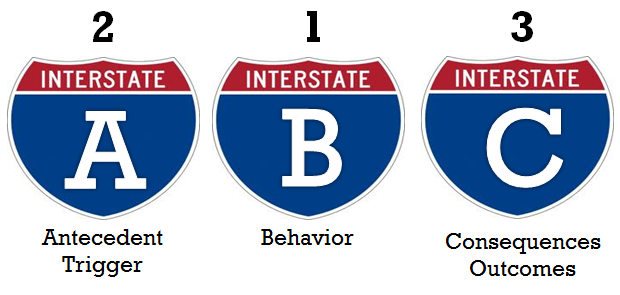 2 1 3
INTERSTATE INTERSTATE INTERSTATE
A B C
Antecedent Behavior Consequences
Trigger Outcomes